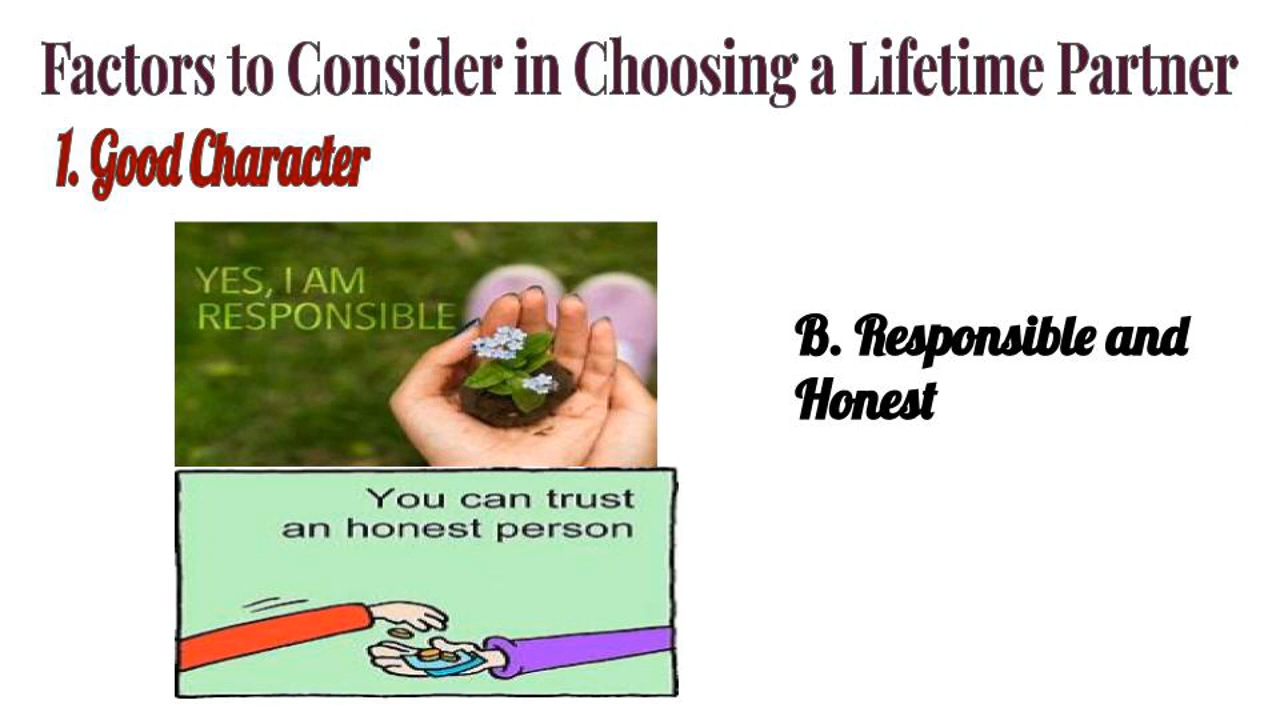 Factors to Consider in Choosing a Lifetime Partner
1. Good Character
YES, I AM
RESPONSIBLE
B. Responsible and
Honest
You can trust
an honest person